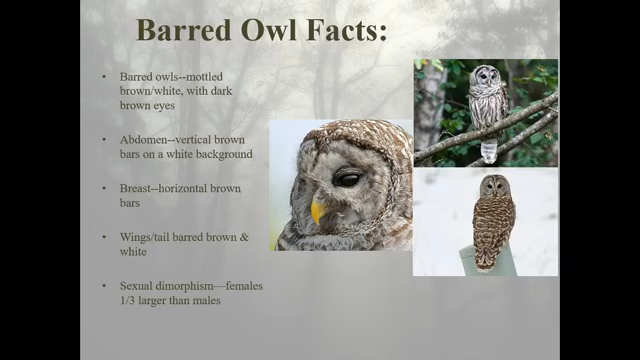 Barred Owl Facts:
• Barred owls--mottled
brown/white, with dark
brown eyes
• Abdomen--vertical brown
bars on a white background
• Breast--horizontal brown
bars
• Wings/tail barred brown &
white
• Sexual dimorphism—females
1/3 larger than males